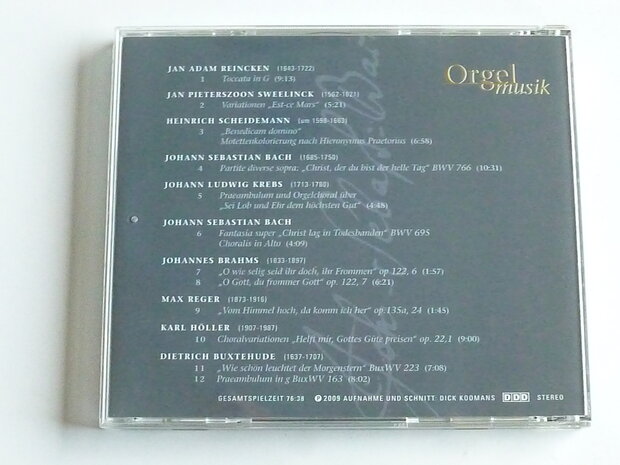 Orgel
musik
JAN ADAM REINCKEN (1643-1722)
1 Toccata in G (9:13)
JAN PIETERSZOON SWEELINCK (1562-1621)
2 Variationen „Est-ce Mars“ (5:21)
HEINRICH SCHEIDEMANN (um 1596-1663)
3 „Benedicam domino“
Motettenkolorierung nach Hieronymus Praetorius (6:58)
JOHANN SEBASTIAN BACH (1685-1750)
4 Partite diverse sopra: „Christ, der du bist der helle Tag“ BWV 766 (10:31)
JOHANN LUDWIG KREBS (1713-1780)
5 Praeambulum und Orgelchoral über
„Sei Lob und Ehr dem höchsten Gut“ (4:48)
JOHANN SEBASTIAN BACH
6 Fantasia super „Christ lag in Todesbanden“ BWV 695
Choralis in Alto (4:09)
JOHANNES BRAHMS (1833-1897)
7 „O wie selig seid ihr doch, ihr Frommen“ op. 122, 6 (1:57)
8 „O Gott, du frommer Gott“ op. 122, 7 (6:21)
MAX REGER (1873-1916)
9 „Vom Himmel hoch, da komm ich her“ op.135a, 24 (1:45)
KARL HÖLLER (1907-1987)
10 Choralvariationen „Helft mir, Gottes Güte preisen“ op. 22,1 (9:00)
DIETRICH BUXTEHUDE (1637-1707)
11 „Wie schön leuchtet der Morgenstern“ BuxWV 223 (7:08)
12 Praeambulum in g BuxWV 163 (8:02)
GESAMTSPIELZEIT 76:38 ℗ 2009 AUFNAHME UND SCHNITT: DICK KOOMANS DDD STEREO